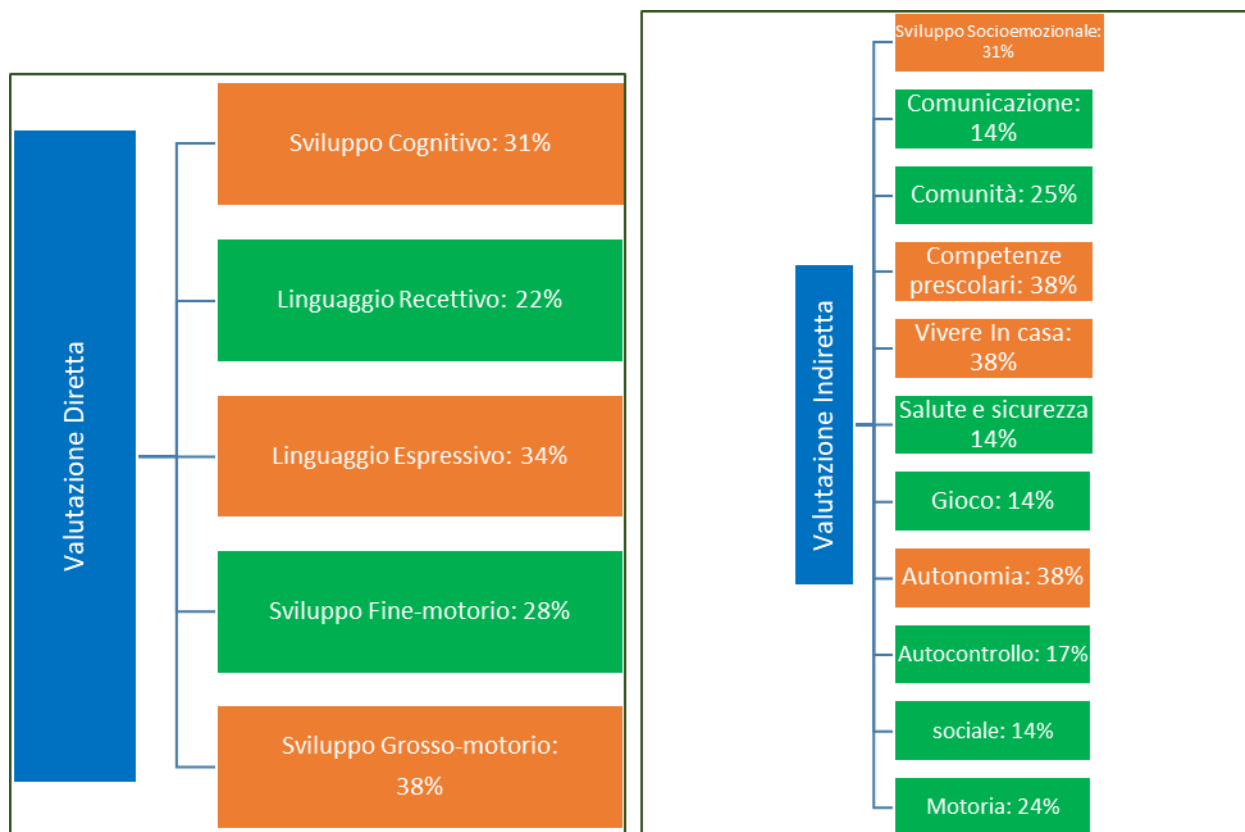 Valutazione Diretta
Sviluppo Cognitivo: 31%
Linguaggio Recettivo: 22%
Linguaggio Espressivo: 34%
Sviluppo Fine-motorio: 28%
Sviluppo Grosso-motorio:
38%
Valutazione Indiretta
Sviluppo Socioemozionale:
31%
Comunicazione:
14%
Comunità: 25%
Competenze
prescolari: 38%
Vivere In casa:
38%
Salute e sicurezza
14%
Gioco: 14%
Autonomia: 38%
Autocontrollo: 17%
sociale: 14%
Motoria: 24%